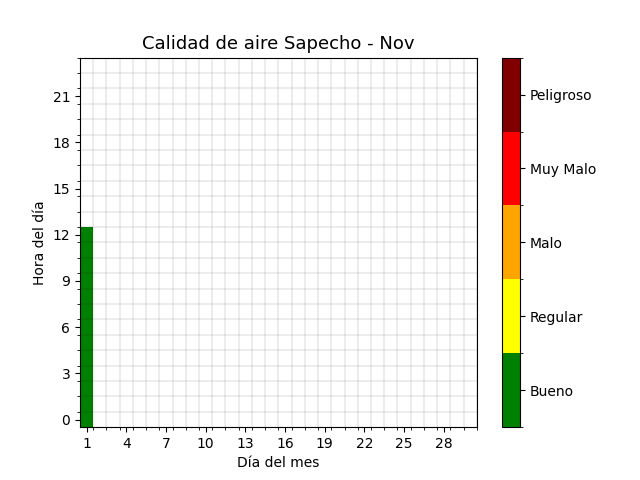 Calidad de aire Sapecho - Nov
Hora del día
21
18
15
12
9
6
3
0
1 4 7 10 13 16 19 22 25 28
Día del mes
Peligroso
Muy Malo
Malo
Regular
Bueno